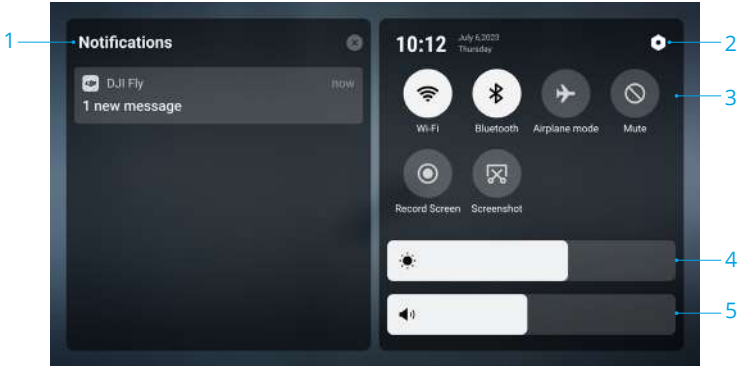 1
Notifications
DJI Fly
now
1 new message
10:12
July 6,2023
Thursday
2
Wi-Fi
Bluetooth
Airplane mode
Mute
3
Record Screen
Screenshot
4
5